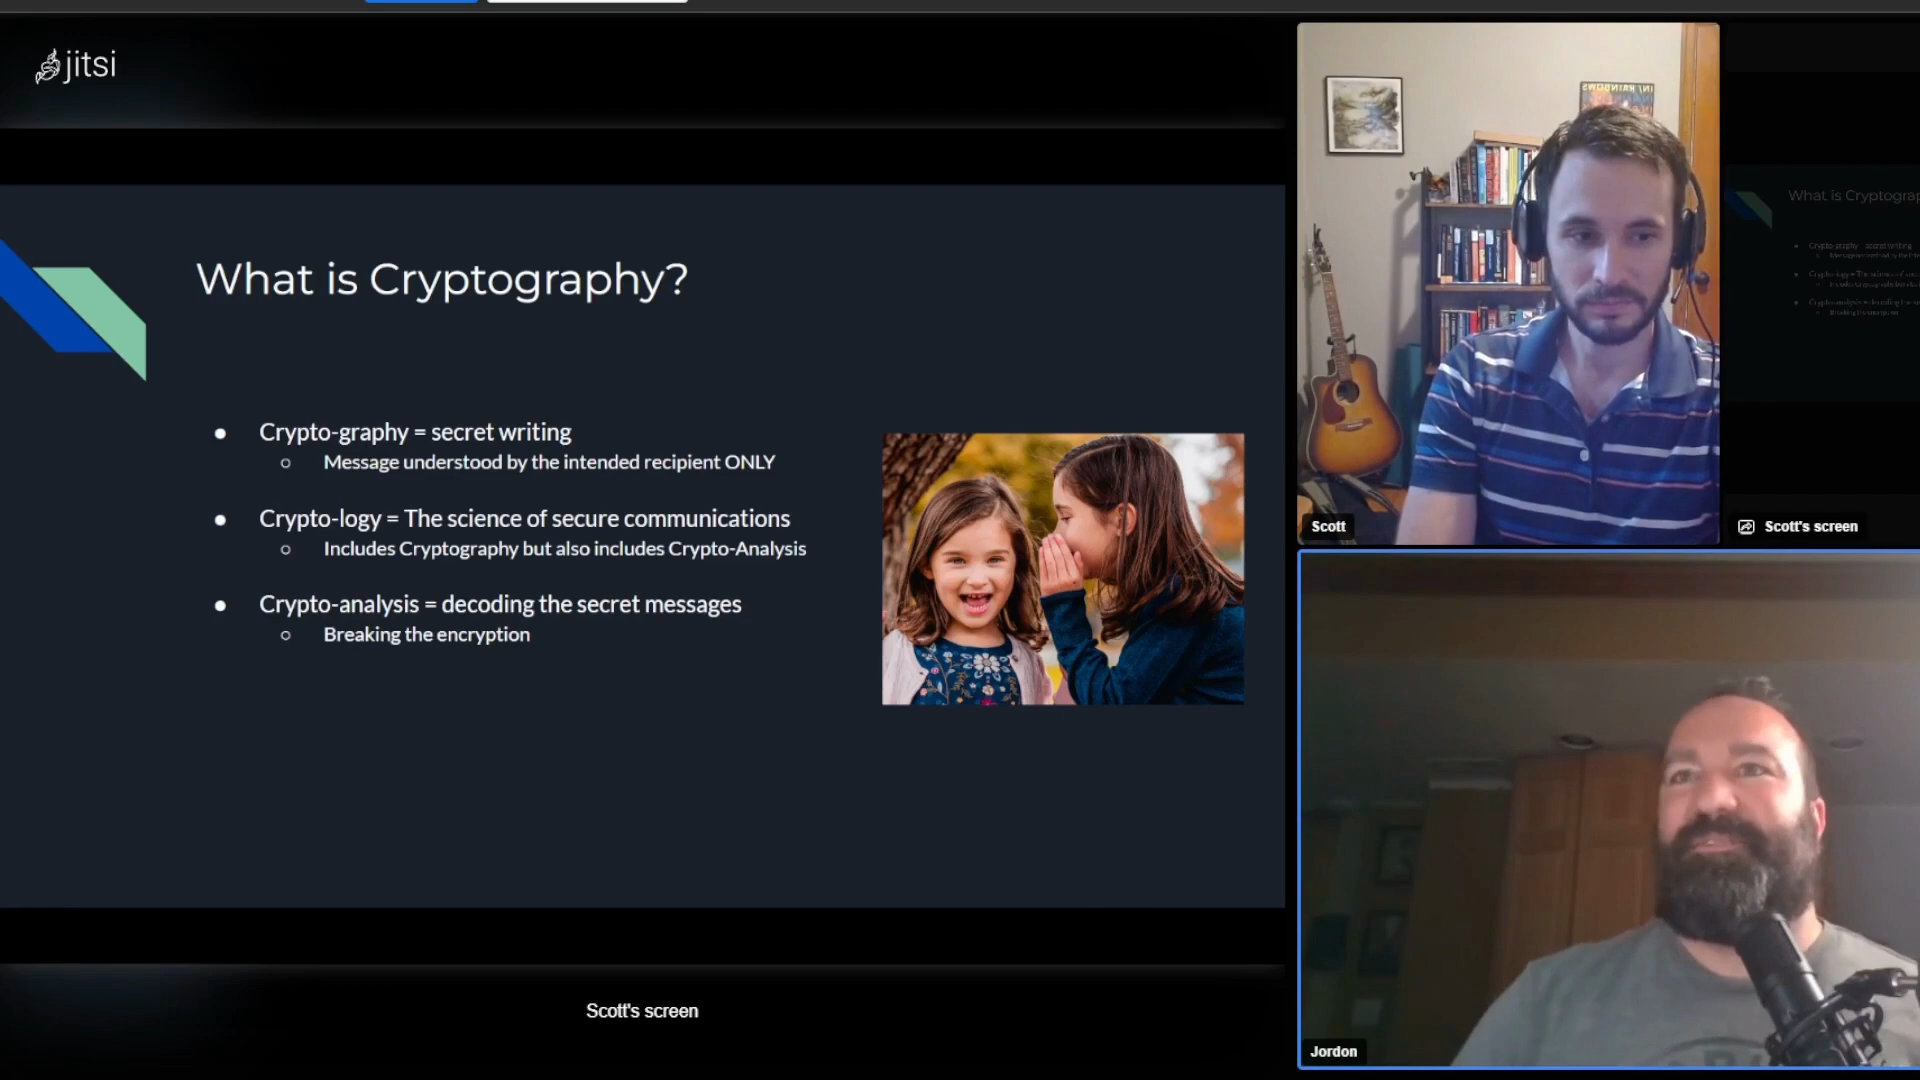 jitsi
What is Cryptography?
Crypto-graphy = secret writing
Message understood by the intended recipient ONLY
Crypto-logy = The science of secure communications
Includes Cryptography but also includes Crypto-Analysis
Crypto-analysis = decoding the secret messages
Breaking the encryption
Scott's screen
Scott
Scott's screen
Jordon